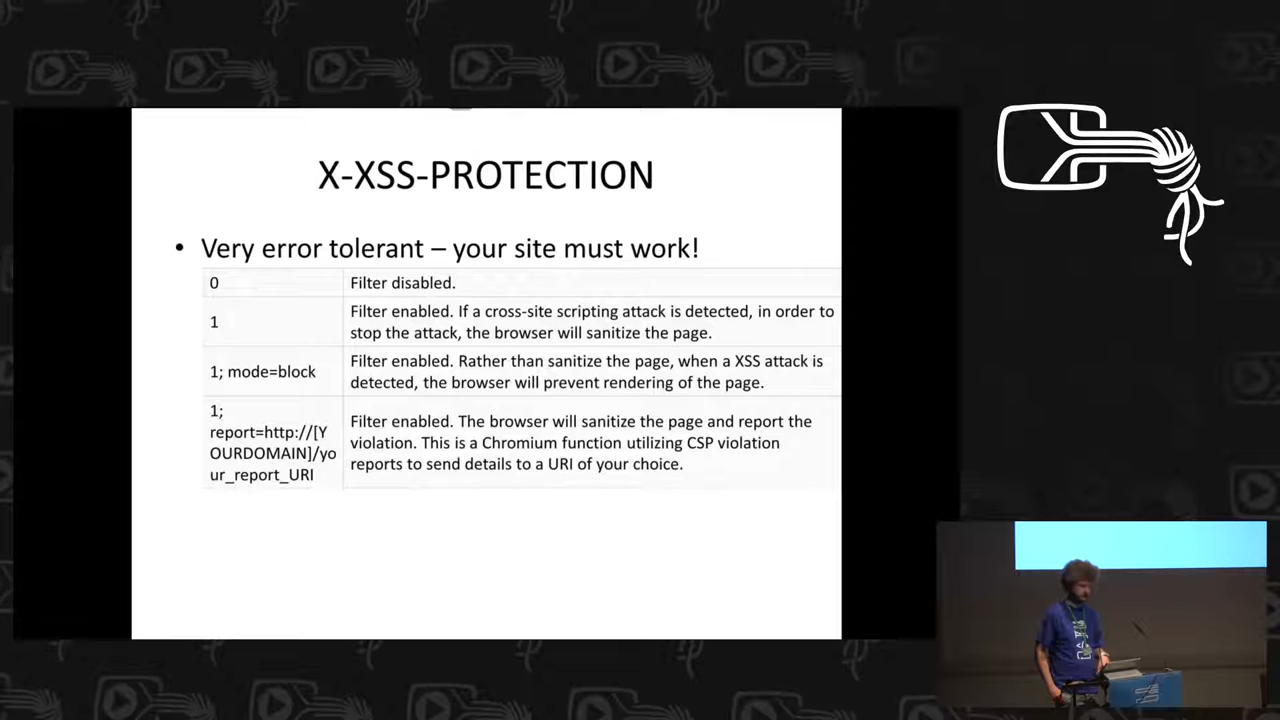 X-XSS-PROTECTION
• Very error tolerant – your site must work!
0
Filter disabled.
1
Filter enabled. If a cross-site scripting attack is detected, in order to
stop the attack, the browser will sanitize the page.
1; mode=block
Filter enabled. Rather than sanitize the page, when a XSS attack is
detected, the browser will prevent rendering of the page.
1;
report=http://[Y
OURDOMAIN]/yo
ur_report_URI
Filter enabled. The browser will sanitize the page and report the
violation. This is a Chromium function utilizing CSP violation
reports to send details to a URI of your choice.